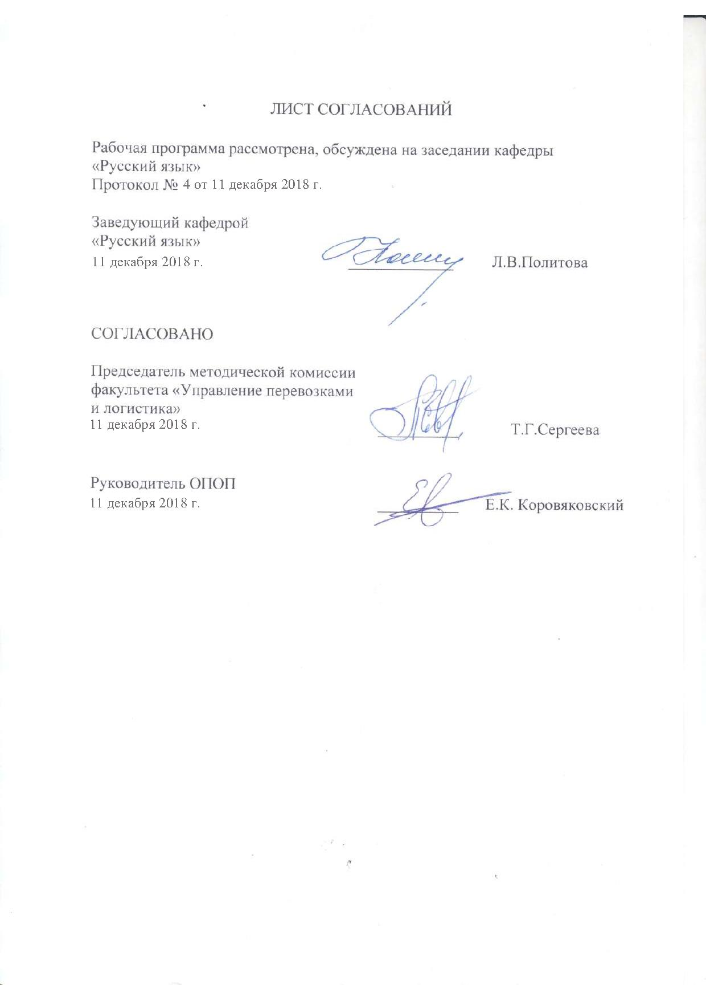 ЛИСТ СОГЛАСОВАНИЙ
Рабочая программа рассмотрена, обсуждена на заседании кафедры
«Русский язык»
Протокол № 4 от 11 декабря 2018 г.
Заведующий кафедрой
«Русский язык»
11 декабря 2018 г. Л.В.Политова
СОГЛАСОВАНО
Председатель методической комиссии
факультета «Управление перевозками
и логистика»
11 декабря 2018 г. Т.Г.Сергеева
Руководитель ОПОП
11 декабря 2018 г. Е.К. Коровяковский